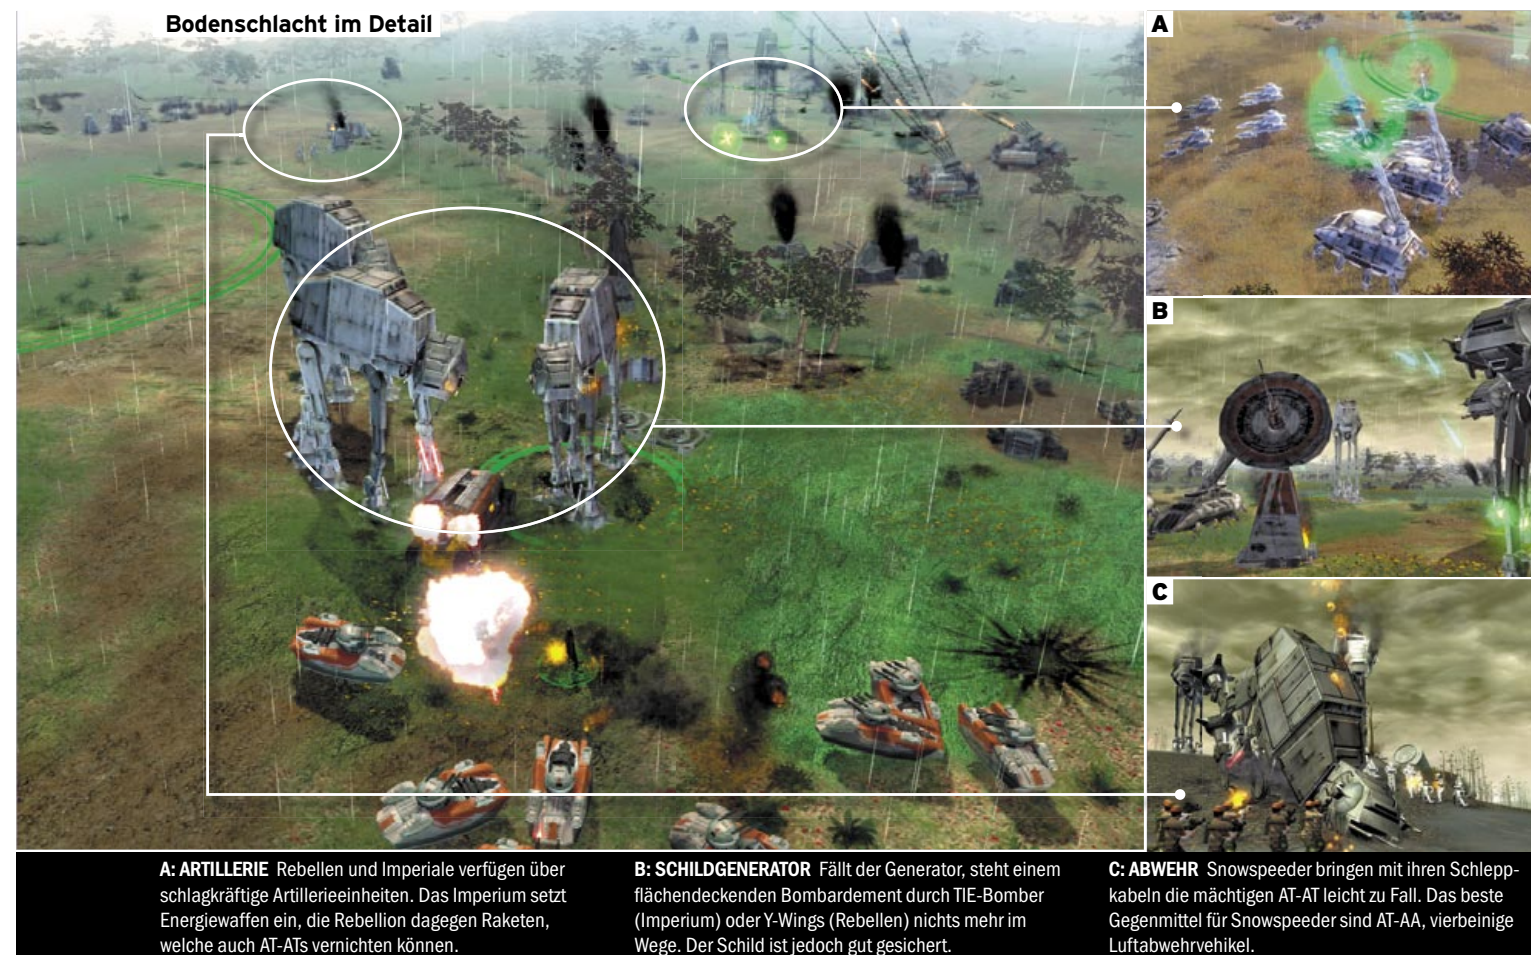 Bodenschlacht im Detail
A
B
C
A: ARTILLERIE Rebellen und Imperiale verfügen über
schlagkräftige Artillerieeinheiten. Das Imperium setzt
Energiewaffen ein, die Rebellion dagegen Raketen,
welche auch AT-ATs vernichten können.
B: SCHILDGENERATOR Fällt der Generator, steht einem
flächendeckenden Bombardement durch TIE-Bomber
(Imperium) oder Y-Wings (Rebellen) nichts mehr im
Wege. Der Schild ist jedoch gut gesichert.
C: ABWEHR Snowspeeder bringen mit ihren Schlepp-
kabeln die mächtigen AT-AT leicht zu Fall. Das beste
Gegenmittel für Snowspeeder sind AT-AA, vierbeinige
Luftabwehrvehikel.